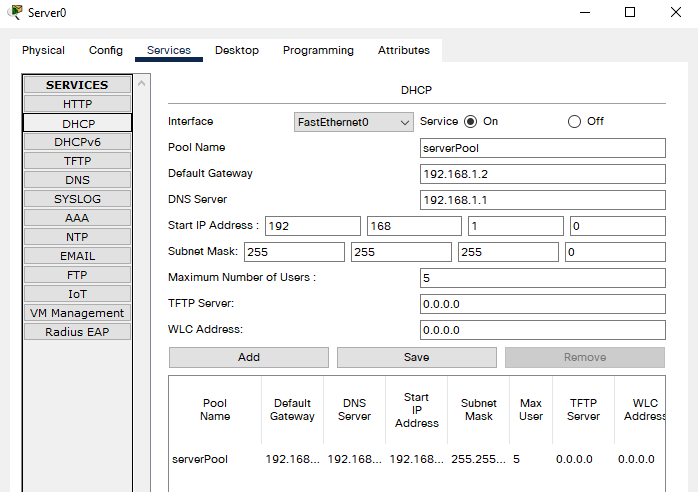 Server0
Physical Config Services Desktop Programming Attributes
SERVICES
HTTP
DHCP
DHCPv6
TFTP
DNS
SYSLOG
AAA
NTP
EMAIL
FTP
IoT
VM Management
Radius EAP
DHCP
Interface FastEthernet0 Service On Off
Pool Name serverPool
Default Gateway 192.168.1.2
DNS Server 192.168.1.1
Start IP Address : 192 168 1 0
Subnet Mask: 255 255 255 0
Maximum Number of Users : 5
TFTP Server: 0.0.0.0
WLC Address: 0.0.0.0
Add Save Remove
Pool Name Default Gateway DNS Server Start IP Address Subnet Mask Max User TFTP Server WLC Address
serverPool 192.168... 192.168... 192.168... 255.255... 5 0.0.0.0 0.0.0.0